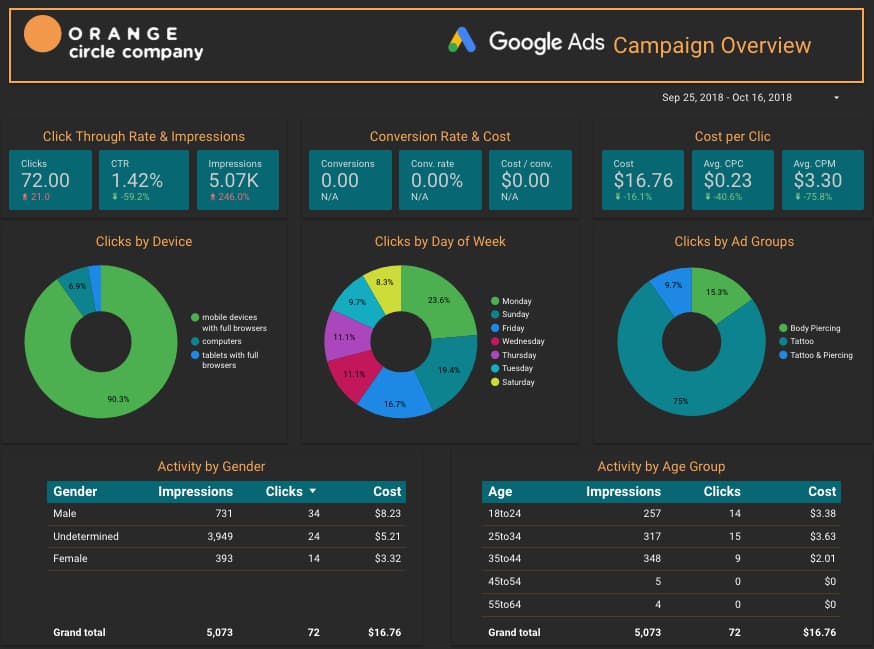 ORANGE
circle company
Google Ads Campaign Overview
Sep 25, 2018 - Oct 16, 2018
Click Through Rate & Impressions
Clicks
72.00
21.0
CTR
1.42%
-59.2%
Impressions
5.07K
246.0%
Conversion Rate & Cost
Conversions
0.00
N/A
Conv. rate
0.00%
N/A
Cost / conv.
$0.00
N/A
Cost per Clic
Cost
$16.76
-16.1%
Avg. CPC
$0.23
-40.6%
Avg. CPM
$3.30
-75.8%
Clicks by Device
6.9%
90.3%
mobile devices
with full browsers
computers
tablets with full
browsers
Clicks by Day of Week
8.3%
23.6%
9.7%
11.1%
11.1%
19.4%
16.7%
Monday
Sunday
Friday
Wednesday
Thursday
Tuesday
Saturday
Clicks by Ad Groups
9.7%
15.3%
75%
Body Piercing
Tattoo
Tattoo & Piercing
Activity by Gender
Gender Impressions Clicks Cost
Male 731 34 $8.23
Undetermined 3,949 24 $5.21
Female 393 14 $3.32
Grand total 5,073 72 $16.76
Activity by Age Group
Age Impressions Clicks Cost
18to24 257 14 $3.38
25to34 317 15 $3.63
35to44 348 9 $2.01
45to54 5 0 $0
55to64 4 0 $0
Grand total 5,073 72 $16.76